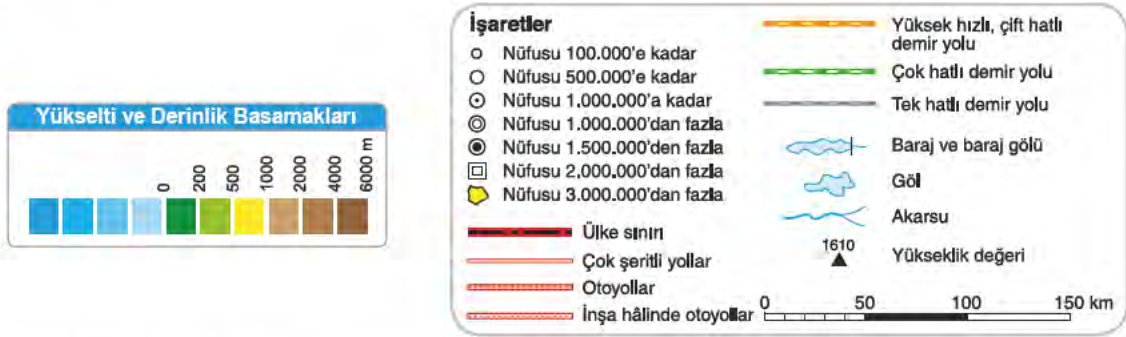 Yükselti ve Derinlik Basamakları
0
200
500
1000
2000
4000
6000 m
İşaretler
Nüfusu 100.000'e kadar
Nüfusu 500.000'e kadar
Nüfusu 1.000.000'a kadar
Nüfusu 1.000.000'dan fazla
Nüfusu 1.500.000'den fazla
Nüfusu 2.000.000'dan fazla
Nüfusu 3.000.000'dan fazla
Ülke sınırı
Çok şeritli yollar
Otoyollar
İnşa hâlinde otoyollar
Yüksek hızlı, çift hatlı
demir yolu
Çok hatlı demir yolu
Tek hatlı demir yolu
Baraj ve baraj gölü
Göl
Akarsu
1610
Yükseklik değeri
0 50 100 150 km